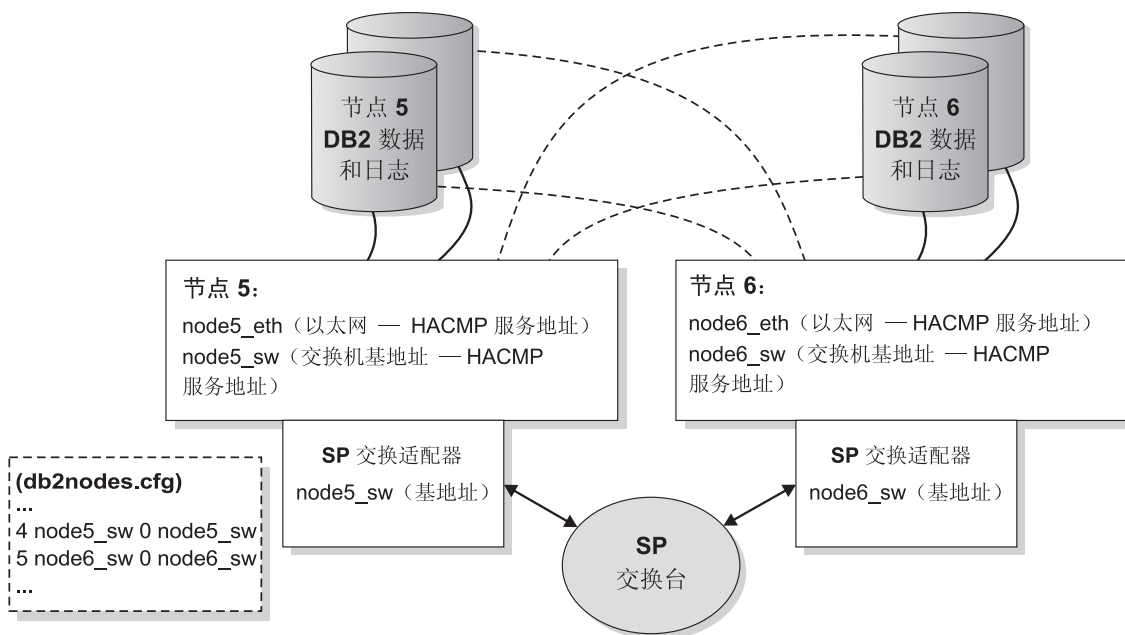 节点 5
DB2 数据
和日志
节点 6
DB2 数据
和日志
节点 5:
node5_eth（以太网 — HACMP 服务地址）
node5_sw（交换机基地址 — HACMP
服务地址）
节点 6:
node6_eth（以太网 — HACMP 服务地址）
node6_sw（交换机基地址 — HACMP
服务地址）
SP 交换适配器
node5_sw（基地址）
SP 交换适配器
node6_sw（基地址）
(db2nodes.cfg)
...
4 node5_sw 0 node5_sw
5 node6_sw 0 node6_sw
...
SP
交换台